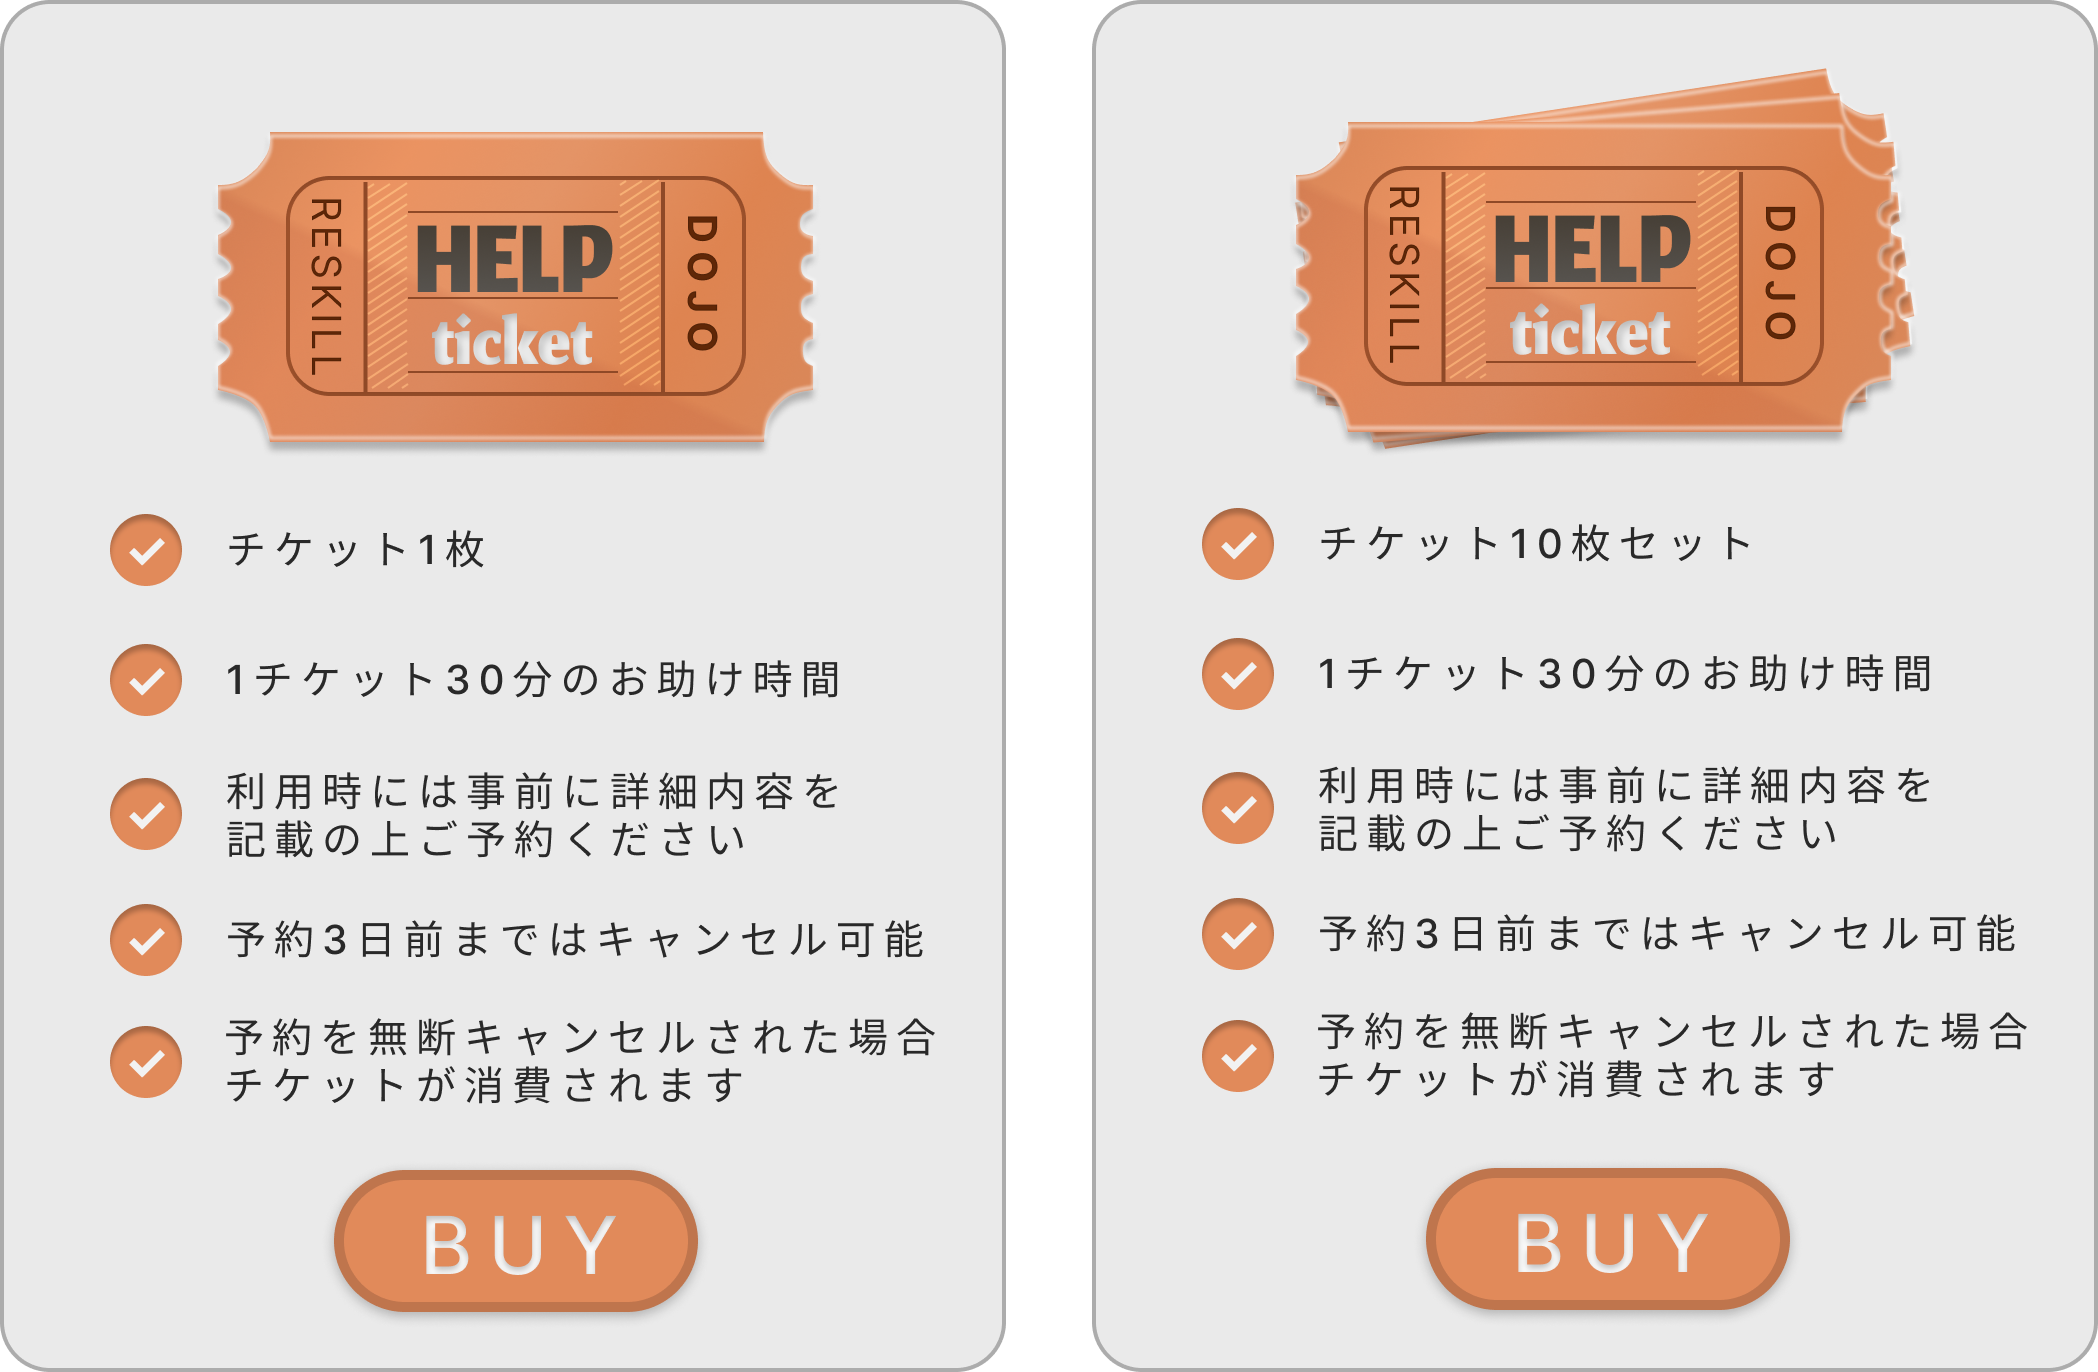 RESKILL
HELP
ticket
DOJO
チケット1枚
1チケット30分のお助け時間
利用時には事前に詳細内容を
記載の上ご予約ください
予約3日前まではキャンセル可能
予約を無断キャンセルされた場合
チケットが消費されます
BUY
RESKILL
HELP
ticket
DOJO
チケット10枚セット
1チケット30分のお助け時間
利用時には事前に詳細内容を
記載の上ご予約ください
予約3日前まではキャンセル可能
予約を無断キャンセルされた場合
チケットが消費されます
BUY